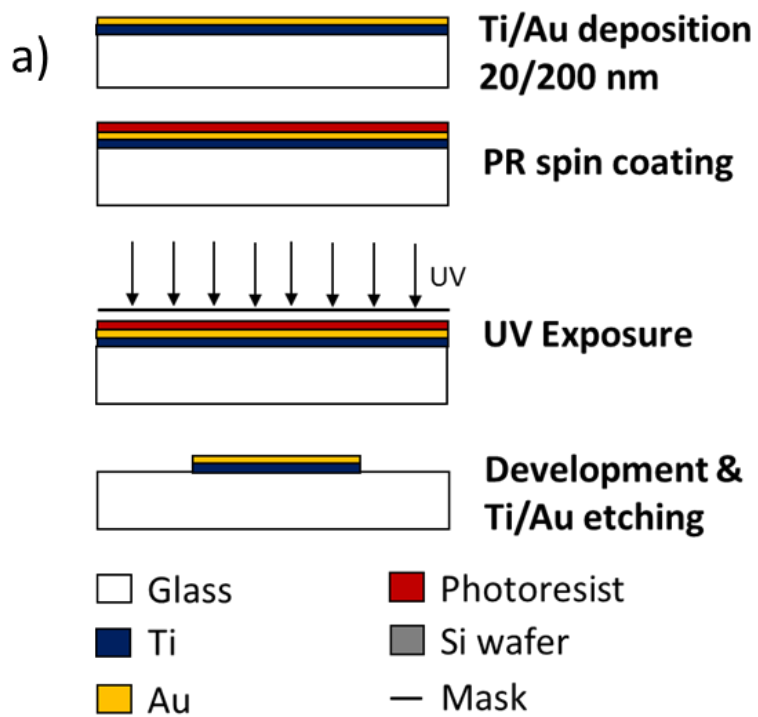 a)
Ti/Au deposition
20/200 nm
PR spin coating
UV
UV Exposure
Development &
Ti/Au etching
Glass
Photoresist
Ti
Si wafer
Au
Mask